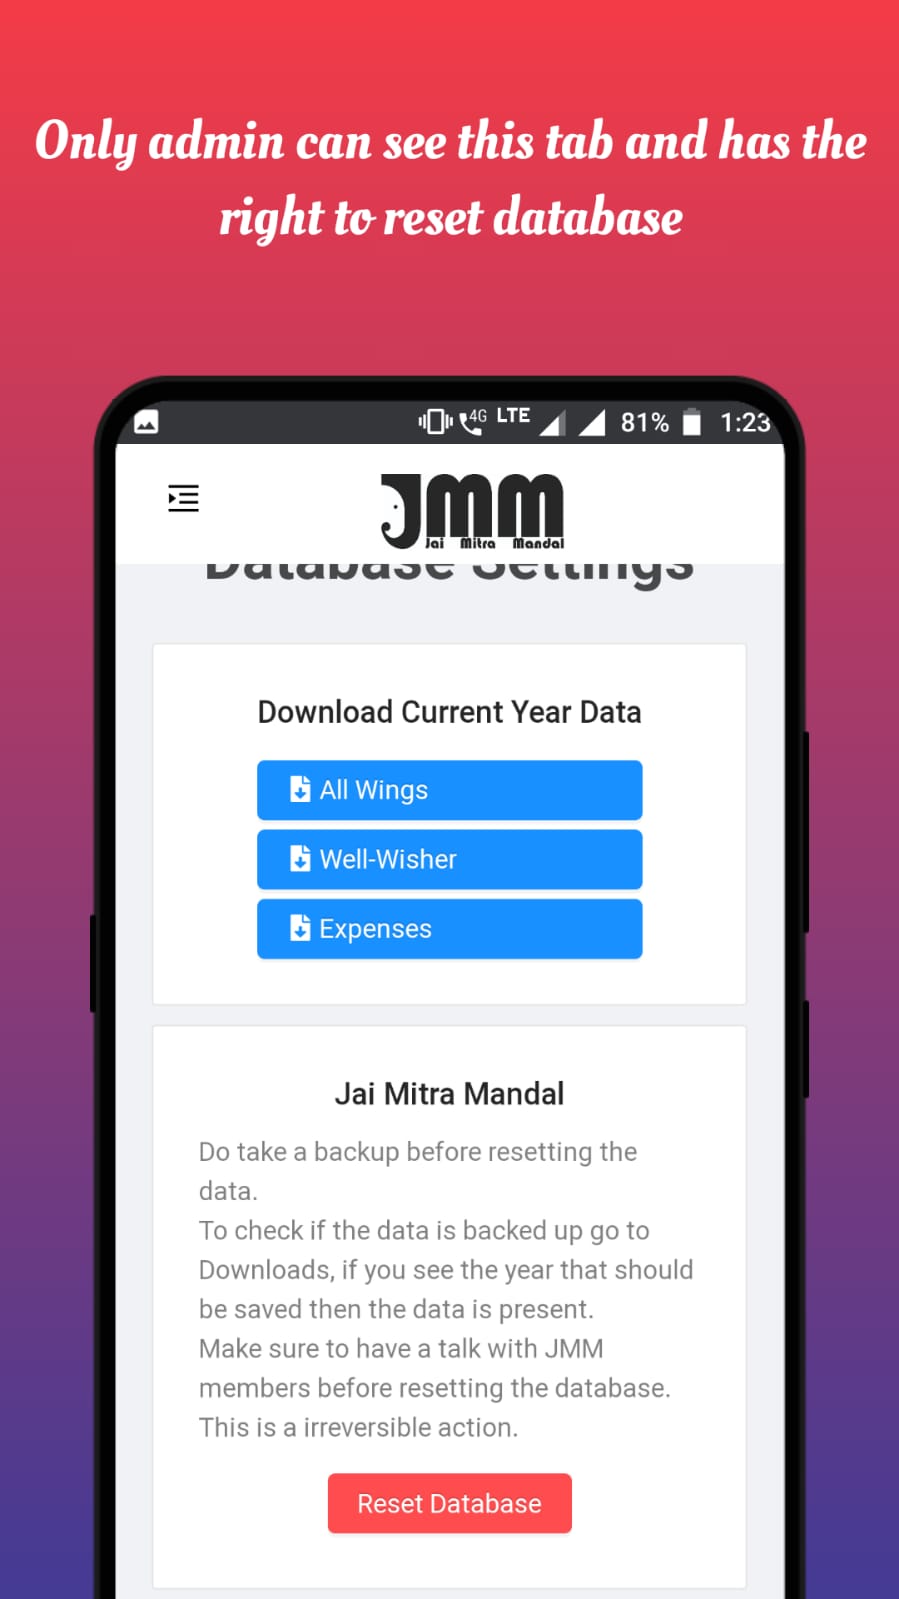 Only admin can see this tab and has the
right to reset database
4G LTE 81% 1:23
JMM
Jai Mitra Mandal
Database Settings
Download Current Year Data
All Wings
Well-Wisher
Expenses
Jai Mitra Mandal
Do take a backup before resetting the
data.
To check if the data is backed up go to
Downloads, if you see the year that should
be saved then the data is present.
Make sure to have a talk with JMM
members before resetting the database.
This is a irreversible action.
Reset Database